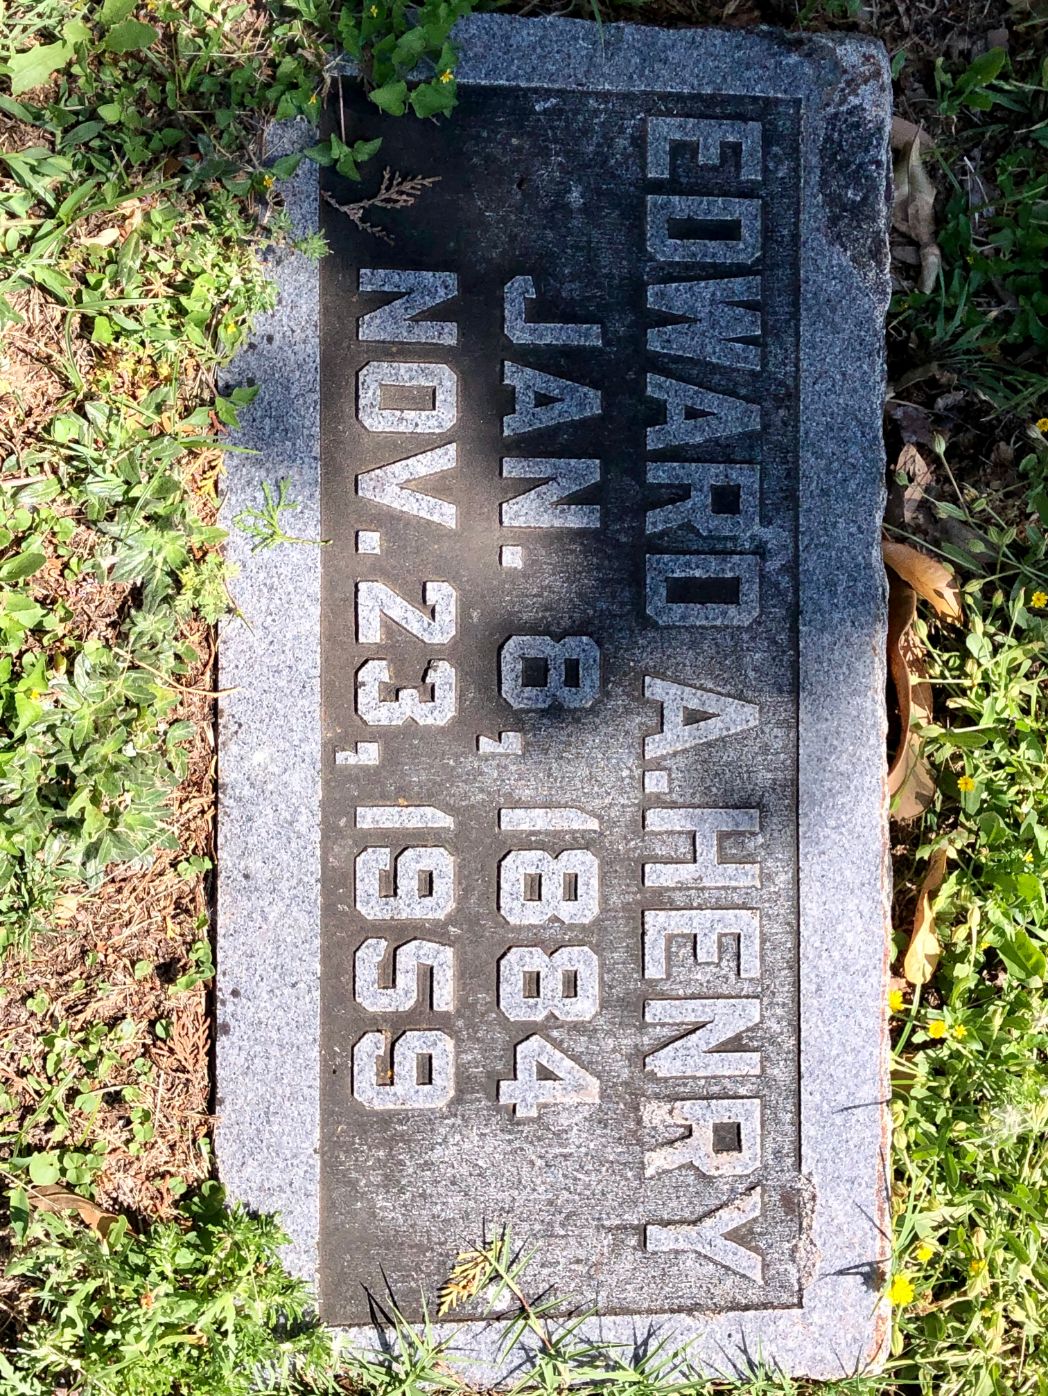 EDWARD A. HENRY
JAN. 8, 1884
NOV. 23, 1959